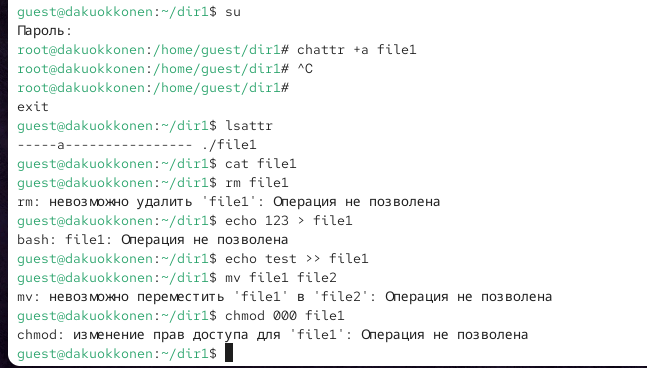 guest@dakuokkonen:~/dir1$ su
Пароль:
root@dakuokkonen:/home/guest/dir1# chattr +a file1
root@dakuokkonen:/home/guest/dir1# ^C
root@dakuokkonen:/home/guest/dir1#
exit
guest@dakuokkonen:~/dir1$ lsattr
-----a---------------- ./file1
guest@dakuokkonen:~/dir1$ cat file1
guest@dakuokkonen:~/dir1$ rm file1
rm: невозможно удалить 'file1': Операция не позволена
guest@dakuokkonen:~/dir1$ echo 123 > file1
bash: file1: Операция не позволена
guest@dakuokkonen:~/dir1$ echo test >> file1
guest@dakuokkonen:~/dir1$ mv file1 file2
mv: невозможно переместить 'file1' в 'file2': Операция не позволена
guest@dakuokkonen:~/dir1$ chmod 000 file1
chmod: изменение прав доступа для 'file1': Операция не позволена
guest@dakuokkonen:~/dir1$